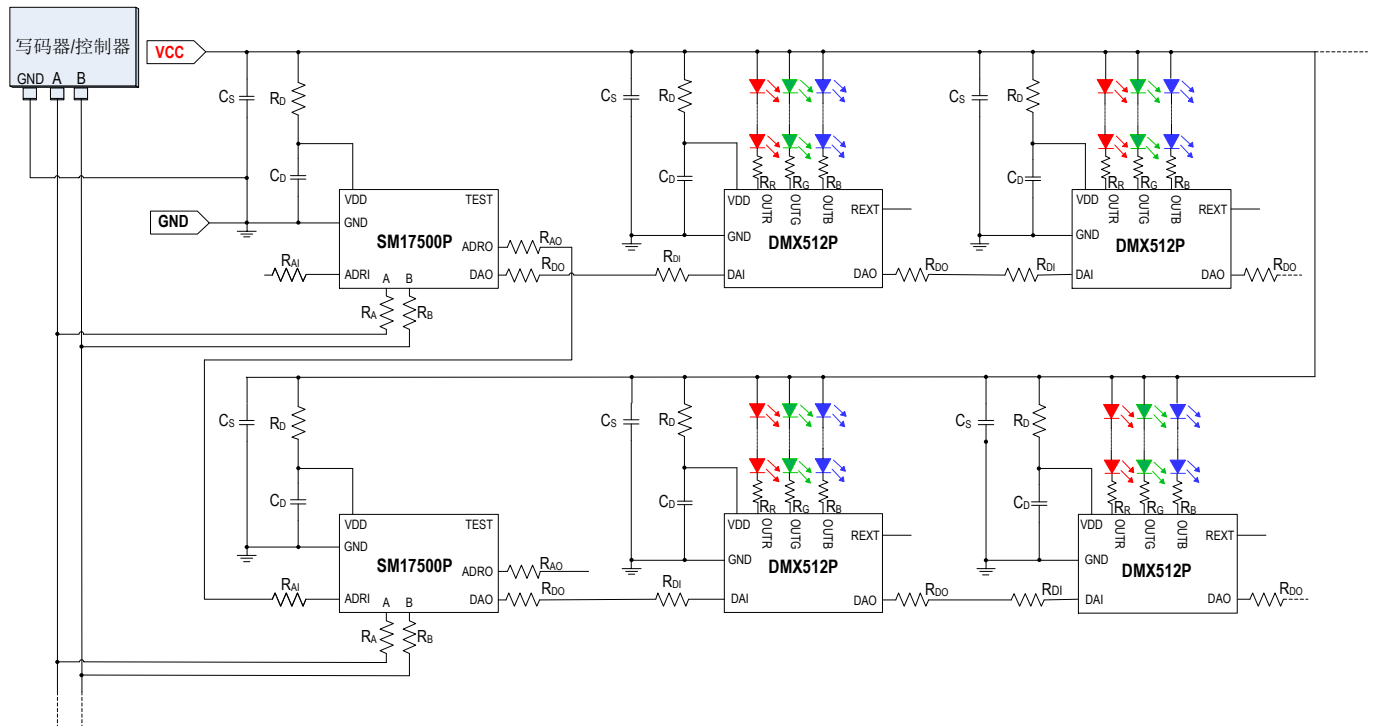 写码器/控制器
GND A B
VCC
GND
CS
RD
CD
VDD
TEST
GND
SM17500P
ADRO
RAO
RAI
ADRI
A
B
DAO
RDO
RA
RB
CS
RD
CD
RR
RG
RB
VDD
OUTR
OUTG
OUTB
REXT
GND
DMX512P
RDI
DAI
DAO
RDO
CS
RD
CD
RR
RG
RB
VDD
OUTR
OUTG
OUTB
REXT
GND
DMX512P
RDI
DAI
DAO
RDO
CS
RD
CD
VDD
TEST
GND
SM17500P
ADRO
RAO
RAI
ADRI
A
B
DAO
RDO
RA
RB
CS
RD
CD
RR
RG
RB
VDD
OUTR
OUTG
OUTB
REXT
GND
DMX512P
RDI
DAI
DAO
RDO
CS
RD
CD
RR
RG
RB
VDD
OUTR
OUTG
OUTB
REXT
GND
DMX512P
RDI
DAI
DAO
RDO